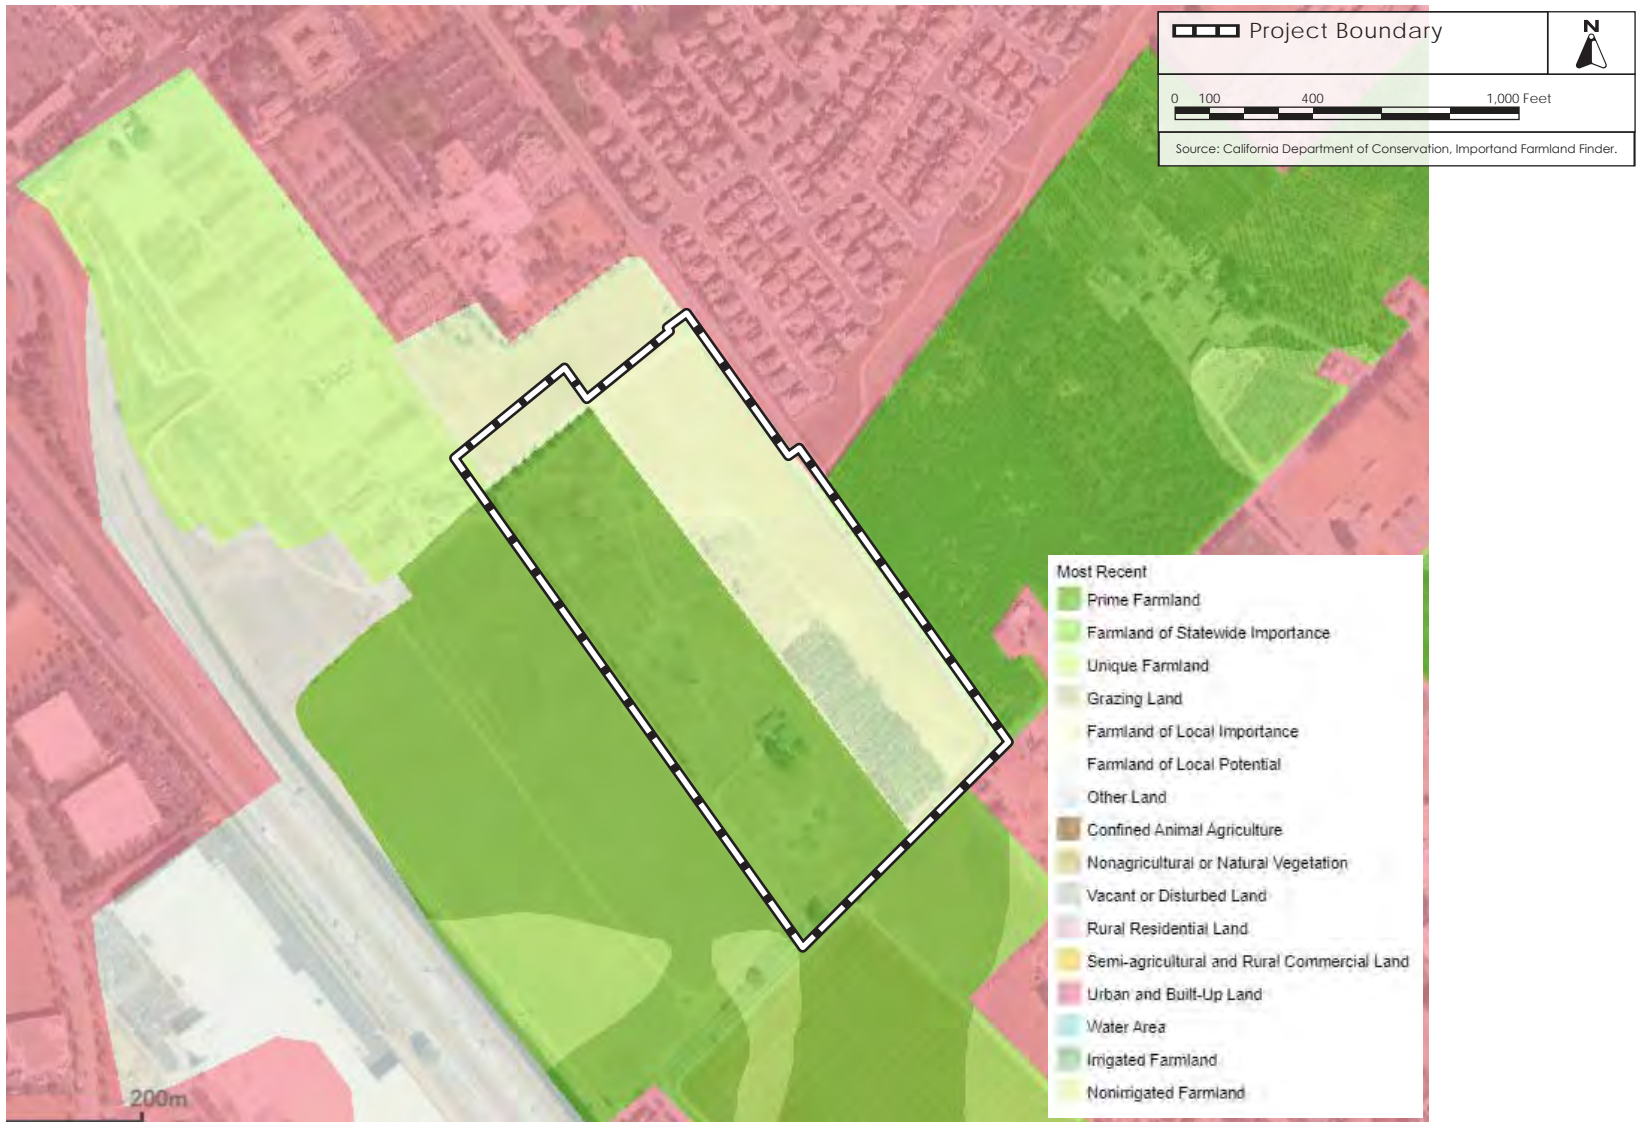 Project Boundary
N
0 100 400 1,000 Feet
Source: California Department of Conservation, Importand Farmland Finder.
Most Recent
Prime Farmland
Farmland of Statewide Importance
Unique Farmland
Grazing Land
Farmland of Local Importance
Farmland of Local Potential
Other Land
Confined Animal Agriculture
Nonagricultural or Natural Vegetation
Vacant or Disturbed Land
Rural Residential Land
Semi-agricultural and Rural Commercial Land
Urban and Built-Up Land
Water Area
Irrigated Farmland
Nonirrigated Farmland
200m